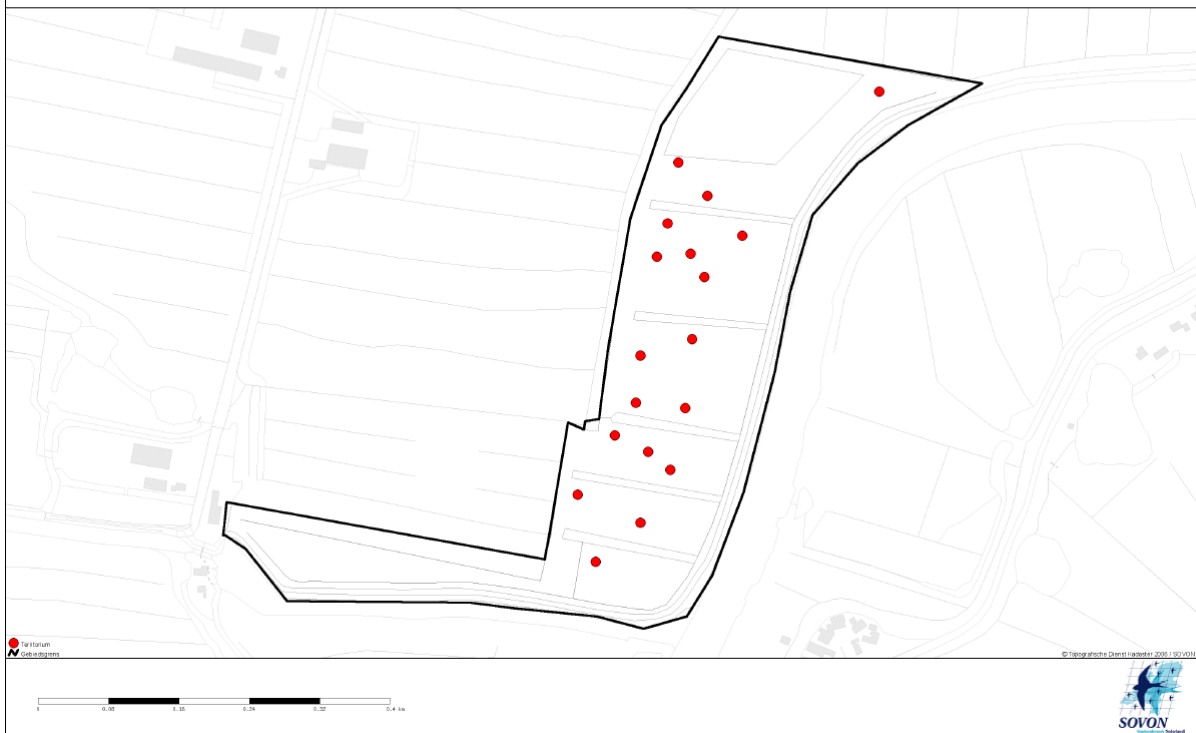 Territorium
Gebiedsgrens
© Topografische Dienst Kadaster 2006 / SOVON
0.08 0.16 0.24 0.32 0.4 km
SOVON